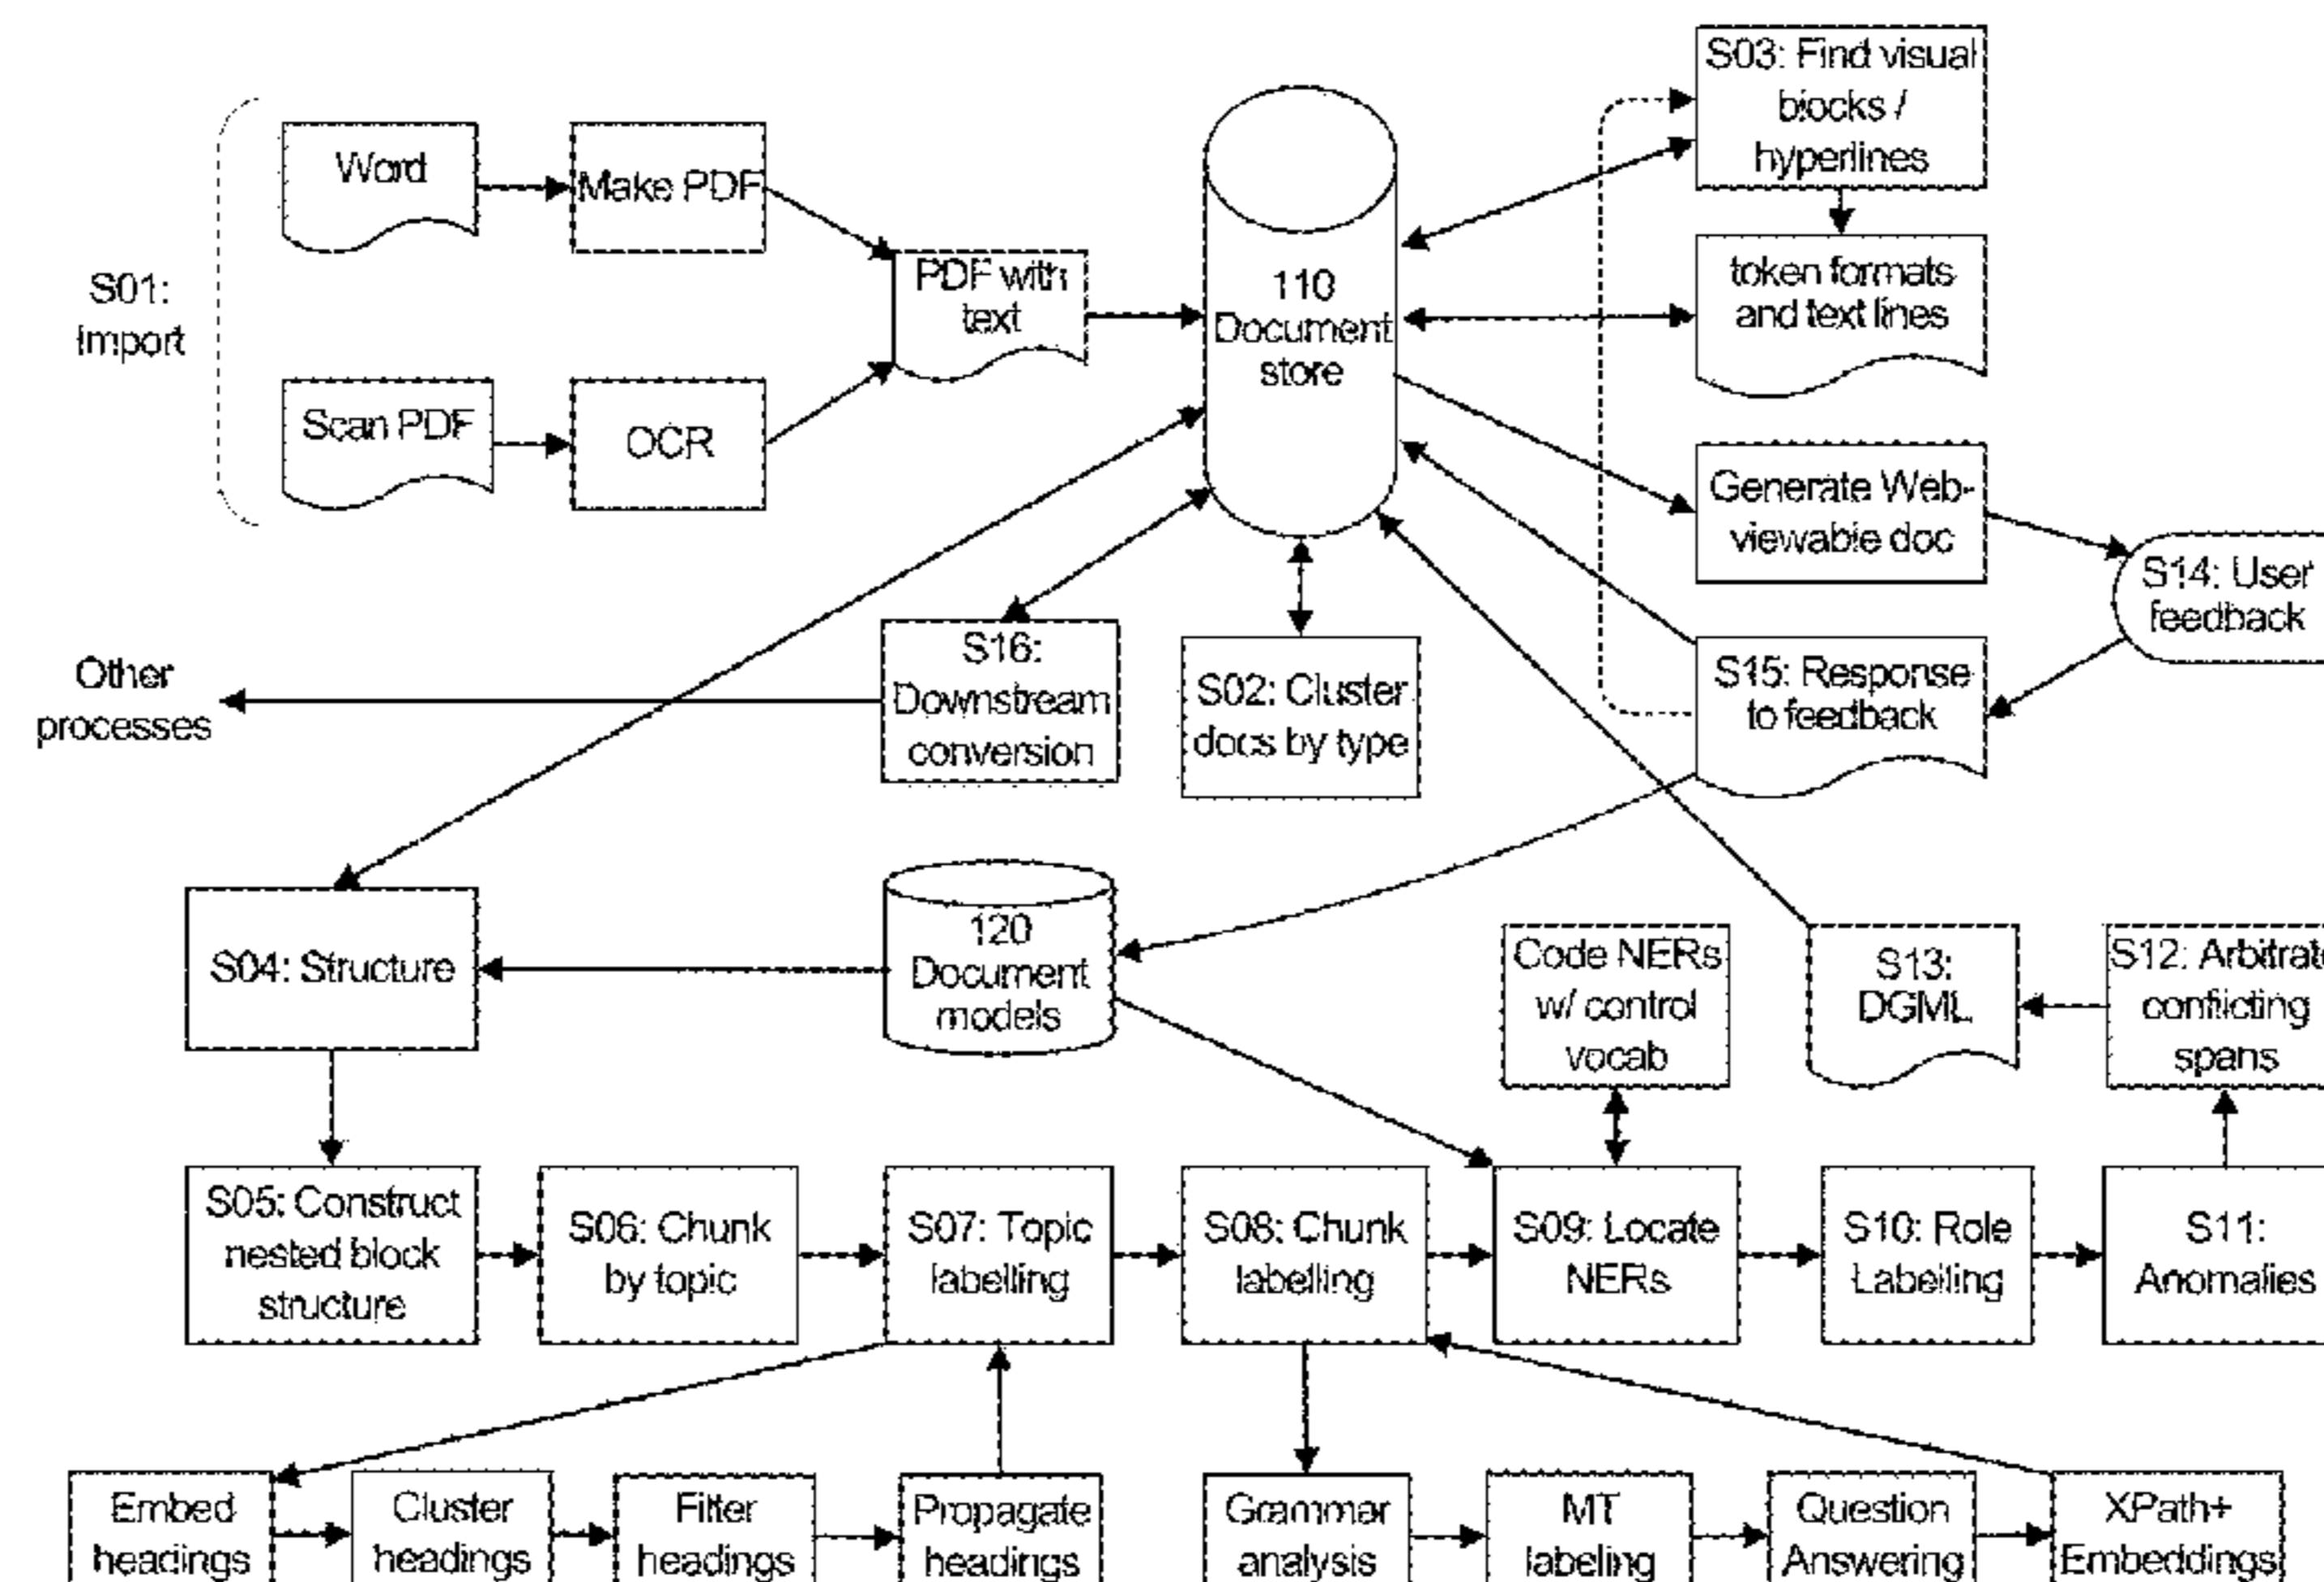 S01:
Import
Word
Make PDF
Scan PDF
OCR
PDF with
text
110
Document
store
S03: Find visual
blocks /
hyperlines
token formats
and text lines
Generate Web-
viewable doc
S14: User
feedback
S15: Response
to feedback
Other
processes
S16:
Downstream
conversion
S02: Cluster
docs by type
S04: Structure
120
Document
models
Code NERs
w/ control
vocab
S13:
DGML
S12: Arbitrate
conflicting
spans
S05: Construct
nested block
structure
S06: Chunk
by topic
S07: Topic
labelling
S08: Chunk
labelling
S09: Locate
NERs
S10: Role
Labelling
S11:
Anomalies
Embed
headings
Cluster
headings
Filter
headings
Propagate
headings
Grammar
analysis
MT
labeling
Question
Answering
XPath+
Embeddings